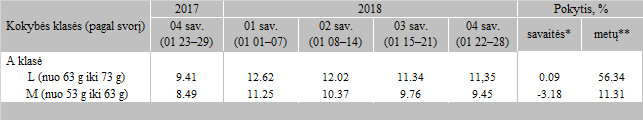 Kokybės klasės (pagal svorį) 2017 2018 Pokytis, %
04 sav. (01 23–29) 01 sav. (01 01–07) 02 sav. (01 08–14) 03 sav. (01 15–21) 04 sav. (01 22–28) savaitės* metų**
A klasė
L (nuo 63 g iki 73 g) 9.41 12.62 12.02 11.34 11,35 0.09 56.34
M (nuo 53 g iki 63 g) 8.49 11.25 10.37 9.76 9.45 -3.18 11.31